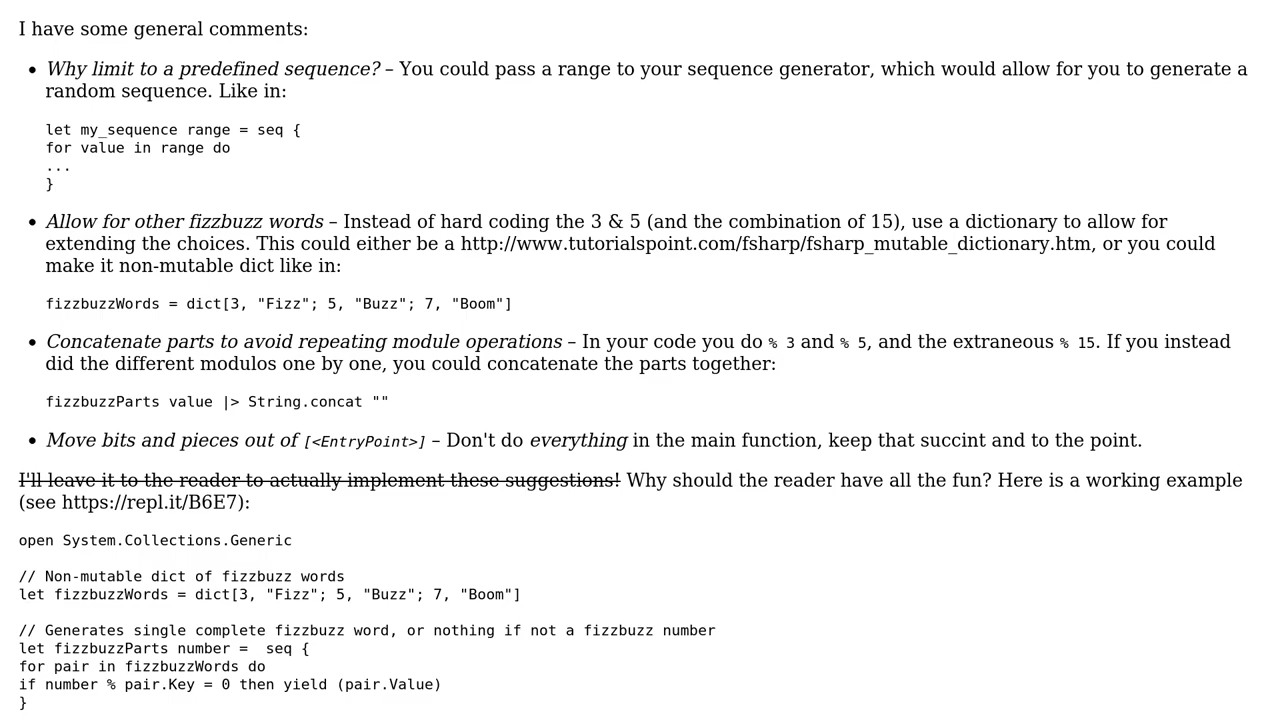 I have some general comments:
• Why limit to a predefined sequence? – You could pass a range to your sequence generator, which would allow for you to generate a
random sequence. Like in:
let my_sequence range = seq {
for value in range do
...
}
• Allow for other fizzbuzz words – Instead of hard coding the 3 & 5 (and the combination of 15), use a dictionary to allow for
extending the choices. This could either be a http://www.tutorialspoint.com/fsharp/fsharp_mutable_dictionary.htm, or you could
make it non-mutable dict like in:
fizzbuzzWords = dict[3, "Fizz"; 5, "Buzz"; 7, "Boom"]
• Concatenate parts to avoid repeating module operations – In your code you do % 3 and % 5, and the extraneous % 15. If you instead
did the different modulos one by one, you could concatenate the parts together:
fizzbuzzParts value |> String.concat ""
• Move bits and pieces out of [<EntryPoint>] – Don't do everything in the main function, keep that succint and to the point.
I'll leave it to the reader to actually implement these suggestions! Why should the reader have all the fun? Here is a working example
(see https://repl.it/B6E7):
open System.Collections.Generic
// Non-mutable dict of fizzbuzz words
let fizzbuzzWords = dict[3, "Fizz"; 5, "Buzz"; 7, "Boom"]
// Generates single complete fizzbuzz word, or nothing if not a fizzbuzz number
let fizzbuzzParts number =  seq {
for pair in fizzbuzzWords do
if number % pair.Key = 0 then yield (pair.Value)
}